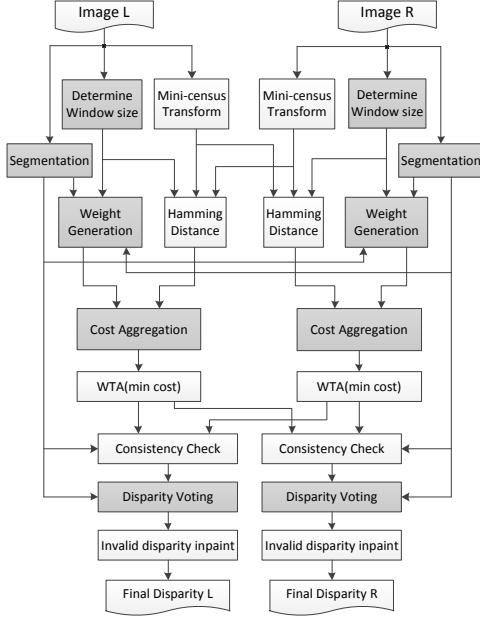 Image L
Image R
Determine
Window size
Mini-census
Transform
Mini-census
Transform
Determine
Window size
Segmentation
Segmentation
Weight
Generation
Hamming
Distance
Hamming
Distance
Weight
Generation
Cost Aggregation
Cost Aggregation
WTA(min cost)
WTA(min cost)
Consistency Check
Consistency Check
Disparity Voting
Disparity Voting
Invalid disparity inpaint
Invalid disparity inpaint
Final Disparity L
Final Disparity R